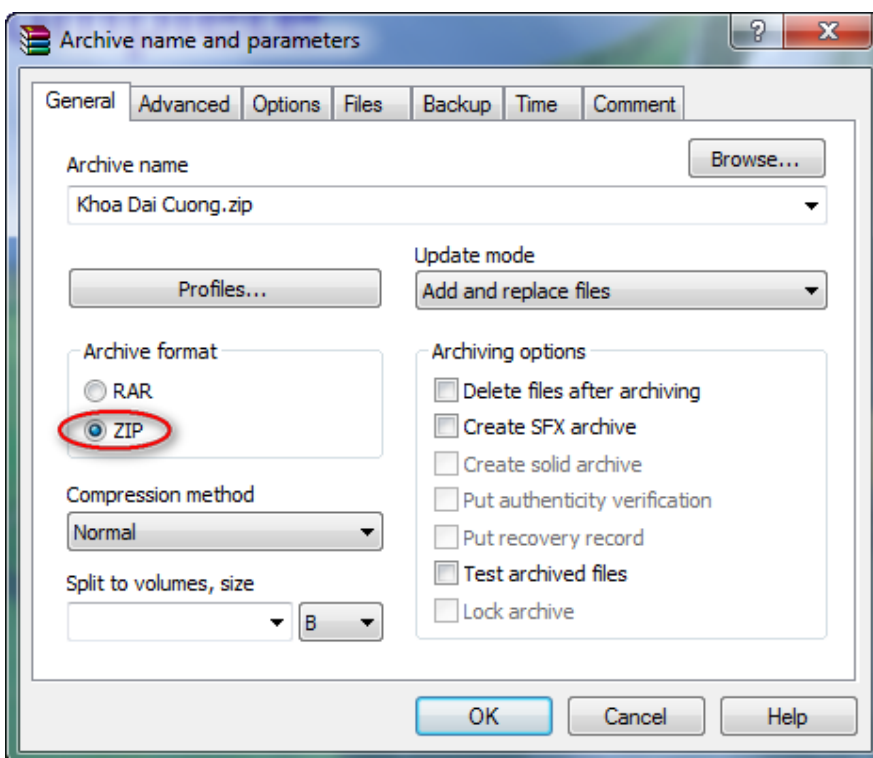 Archive name and parameters
General Advanced Options Files Backup Time Comment
Archive name
Browse...
Khoa Dai Cuong.zip
Update mode
Profiles...
Add and replace files
Archive format
RAR
ZIP
Compression method
Normal
Split to volumes, size
B
Archiving options
Delete files after archiving
Create SFX archive
Create solid archive
Put authenticity verification
Put recovery record
Test archived files
Lock archive
OK Cancel Help